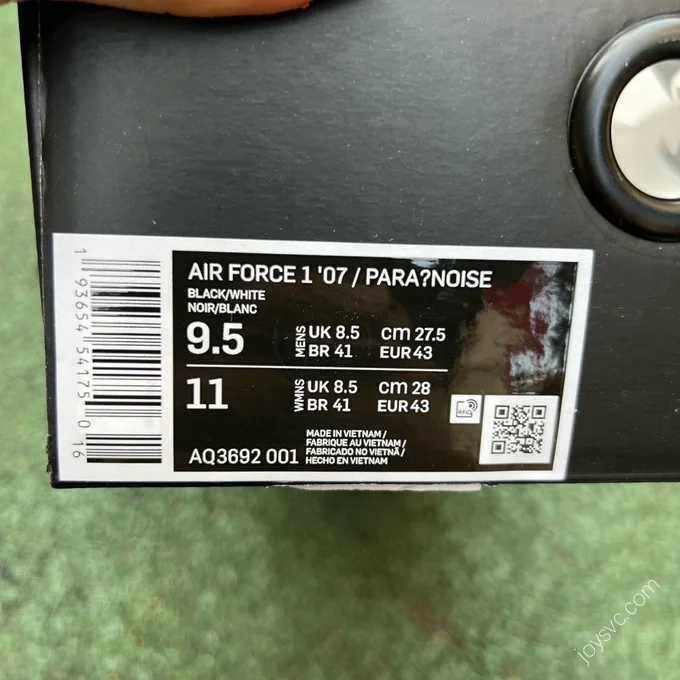 AIR FORCE 1 '07 / PARA?NOISE
BLACK/WHITE
NOIR/BLANC
9.5 MENS UK 8.5 cm 27.5
BR 41 EUR 43
11 WMNS UK 8.5 cm 28
BR 41 EUR 43
RFID
MADE IN VIETNAM /
FABRIQUE AU VIETNAM /
FABRICADO NO VIETNÃ /
HECHO EN VIETNAM
AQ3692 001
1 93654 54175 0 16
joysvc.com